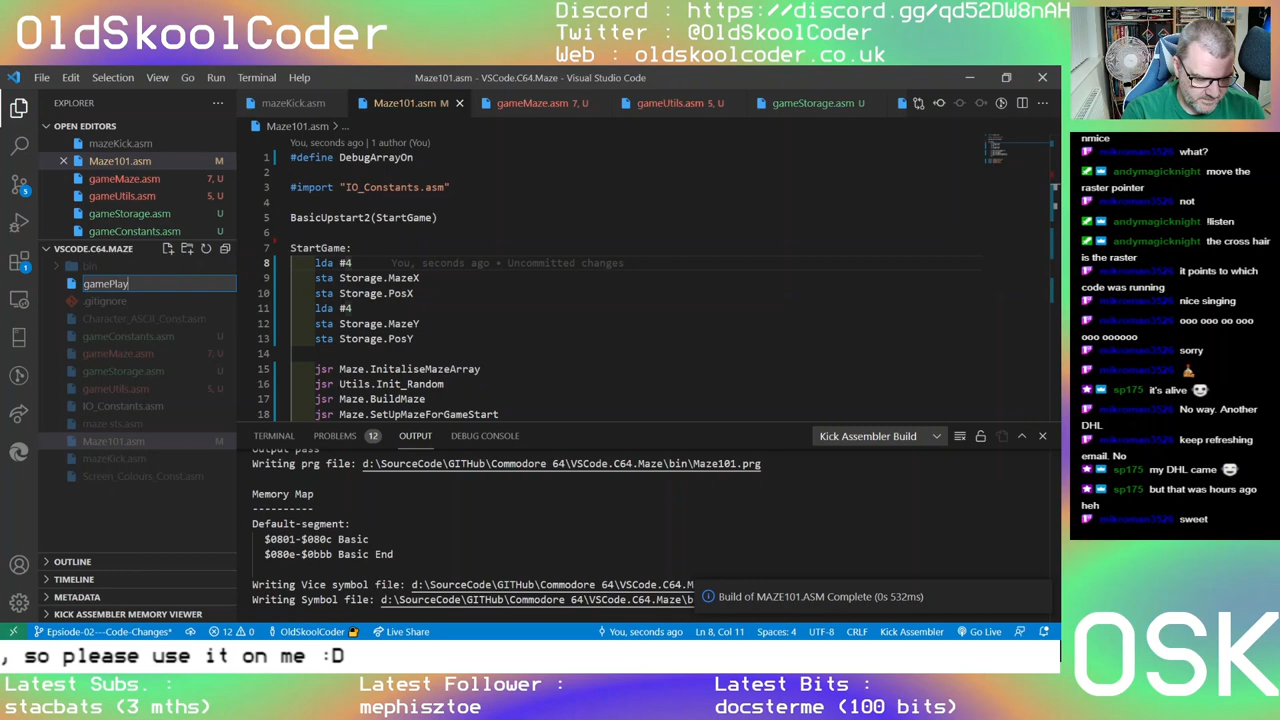 OldSkoolCoder
Discord : https://discord.gg/qd52DW8nAH
Twitter : @OldSkoolCoder
Web : oldskoolcoder.co.uk
File Edit Selection View Go Run Terminal Help
Maze101.asm - VSCode.C64.Maze - Visual Studio Code
EXPLORER
OPEN EDITORS
mazeKick.asm
Maze101.asm M
gameMaze.asm 7, U
gameUtils.asm 5, U
gameStorage.asm U
gameConstants.asm U
VSCODE.C64.MAZE
bin
gamePlay
.gitignore
Character_ASCII_Const.asm
gameConstants.asm U
gameMaze.asm 7, U
gameStorage.asm U
gameUtils.asm 5, U
IO_Constants.asm
maze sts.asm
Maze101.asm M
mazeKick.asm
Screen_Colours_Const.asm
OUTLINE
TIMELINE
METADATA
KICK ASSEMBLER MEMORY VIEWER
mazeKick.asm Maze101.asm M gameMaze.asm 7, U gameUtils.asm 5, U gameStorage.asm U
Maze101.asm > ...
You, seconds ago | 1 author (You)
1 #define DebugArrayOn
2
3 #import "IO_Constants.asm"
4
5 BasicUpstart2(StartGame)
6
7 StartGame:
8 lda #4 You, seconds ago • Uncommitted changes
9 sta Storage.MazeX
10 sta Storage.PosX
11 lda #4
12 sta Storage.MazeY
13 sta Storage.PosY
14
15 jsr Maze.InitaliseMazeArray
16 jsr Utils.Init_Random
17 jsr Maze.BuildMaze
18 jsr Maze.SetUpMazeForGameStart
TERMINAL PROBLEMS 12 OUTPUT DEBUG CONSOLE
Kick Assembler Build
Output pass
Writing prg file: d:\SourceCode\GITHub\Commodore 64\VSCode.C64.Maze\bin\Maze101.prg
Memory Map
----------
Default-segment:
$0801-$080c Basic
$080e-$0bbb Basic End
Writing Vice symbol file: d:\SourceCode\GITHub\Commodore 64\VSCode.C64.M
Writing Symbol file: d:\SourceCode\GITHub\Commodore 64\VSCode.C64.Maze\b
Build of MAZE101.ASM Complete (0s 532ms)
5
1
Epsiode-02---Code-Changes* 12 0 OldSkoolCoder Live Share You, seconds ago Ln 8, Col 11 Spaces: 4 UTF-8 CRLF Kick Assembler Go Live
, so please use it on me :D
Latest Subs. :
stacbats (3 mths)
Latest Follower :
mephisztoe
Latest Bits :
docsterme (100 bits)
nmice
mikroman3526 what?
andymagicknight move the
raster pointer
mikroman3526 not
andymagicknight !listen
andymagicknight the cross hair
is the raster
mikroman3526 it points to which
code was running
mikroman3526 nice singing
mikroman3526 ooo ooo oo ooo
ooo oooooo
mikroman3526 sorry
mikroman3526
sp175 it's alive
mikroman3526 No way. Another
DHL
mikroman3526 keep refreshing
email. No
sp175 my DHL came
sp175 but that was hours ago
heh
mikroman3526 sweet
OSK